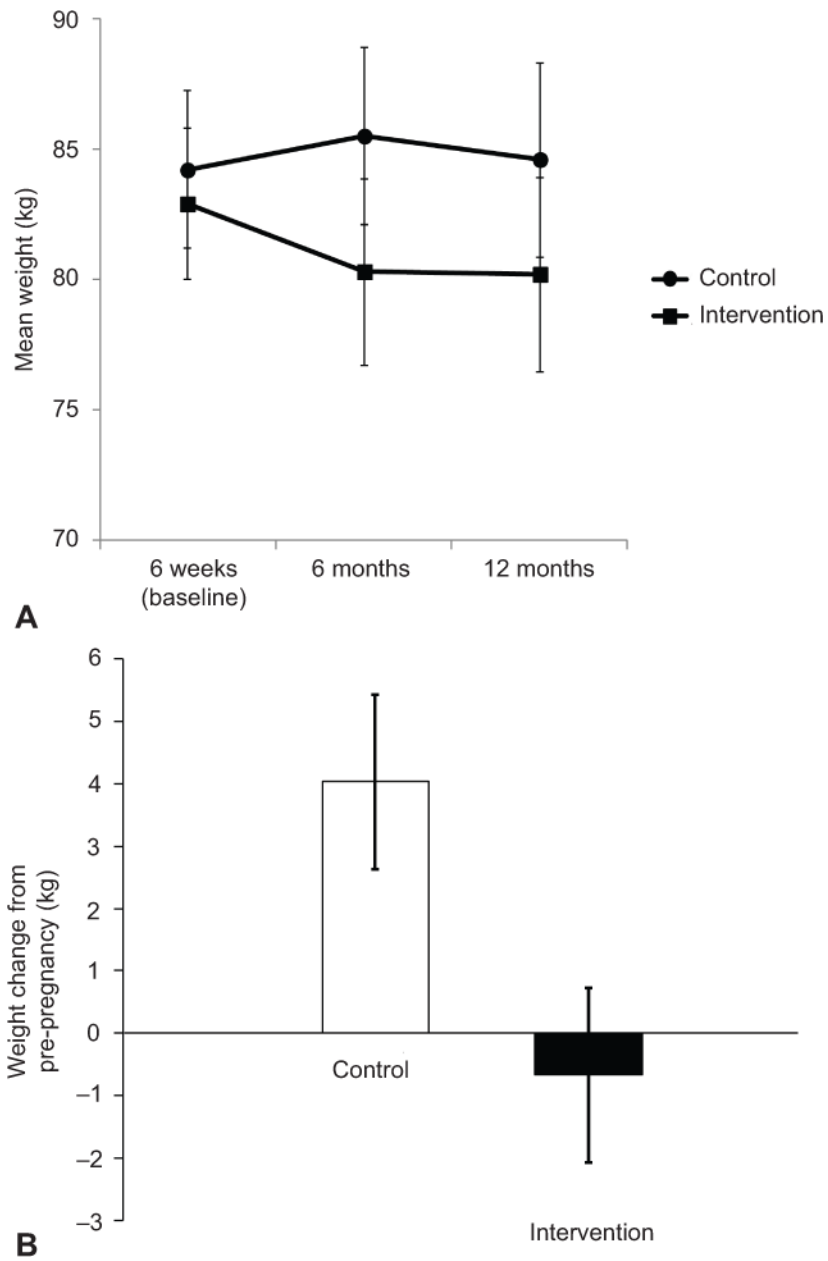 90
85
80
75
70
Mean weight (kg)
6 weeks
(baseline)
6 months
12 months
Control
Intervention
A
6
5
4
3
2
1
0
–1
–2
–3
Weight change from
pre-pregnancy (kg)
Control
Intervention
B